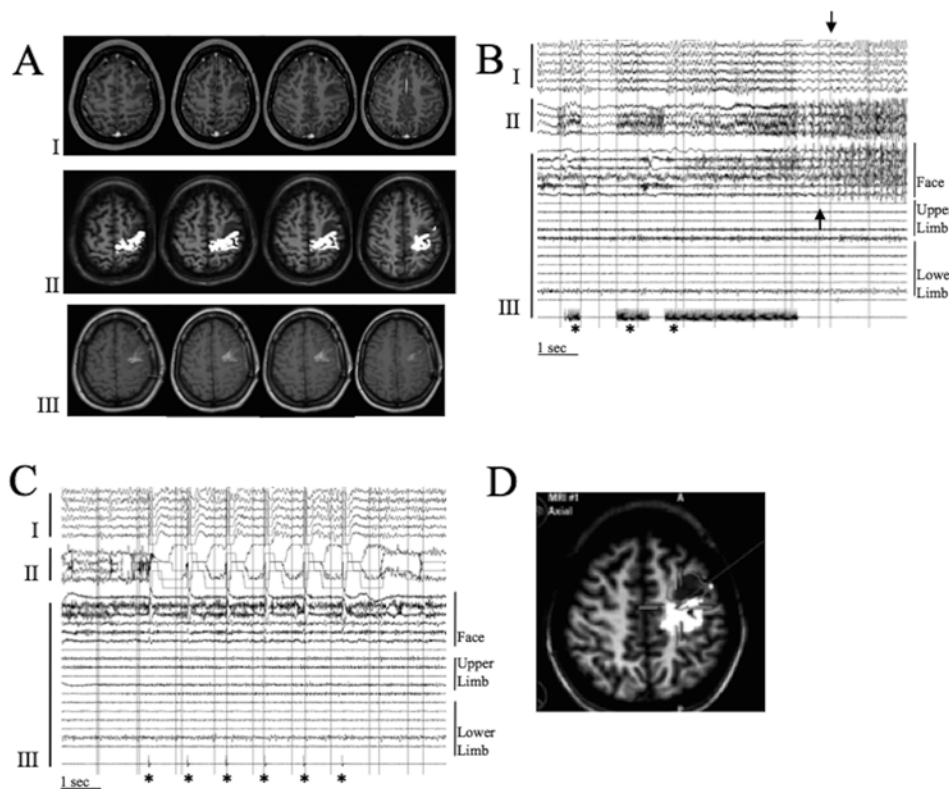 A
I
II
III
B
I
II
Face
Upper
Limb
Lower
Limb
III
* * *
1 sec
C
I
II
Face
Upper
Limb
Lower
Limb
III
* * * * * *
1 sec
D
MRI #1
Axial
A